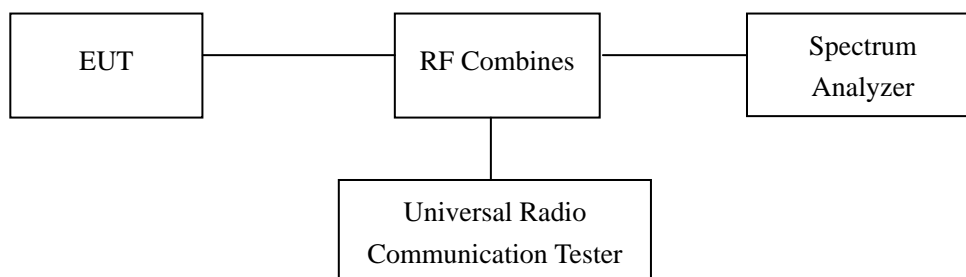 EUT
RF Combines
Spectrum
Analyzer
Universal Radio
Communication Tester